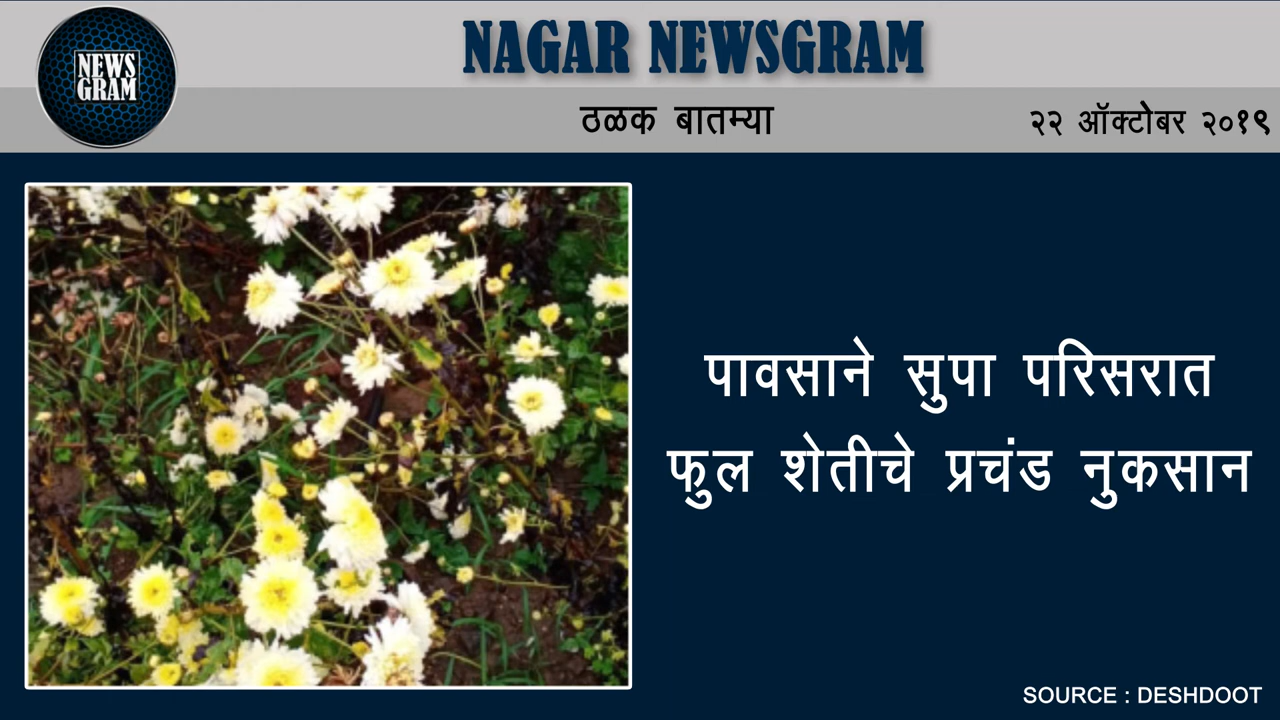 NEWS
GRAM
NAGAR NEWSGRAM
ठळक बातम्या
२२ ऑक्टोबर २०१९
पावसाने सुपा परिसरात
फुल शेतीचे प्रचंड नुकसान
SOURCE : DESHDOOT